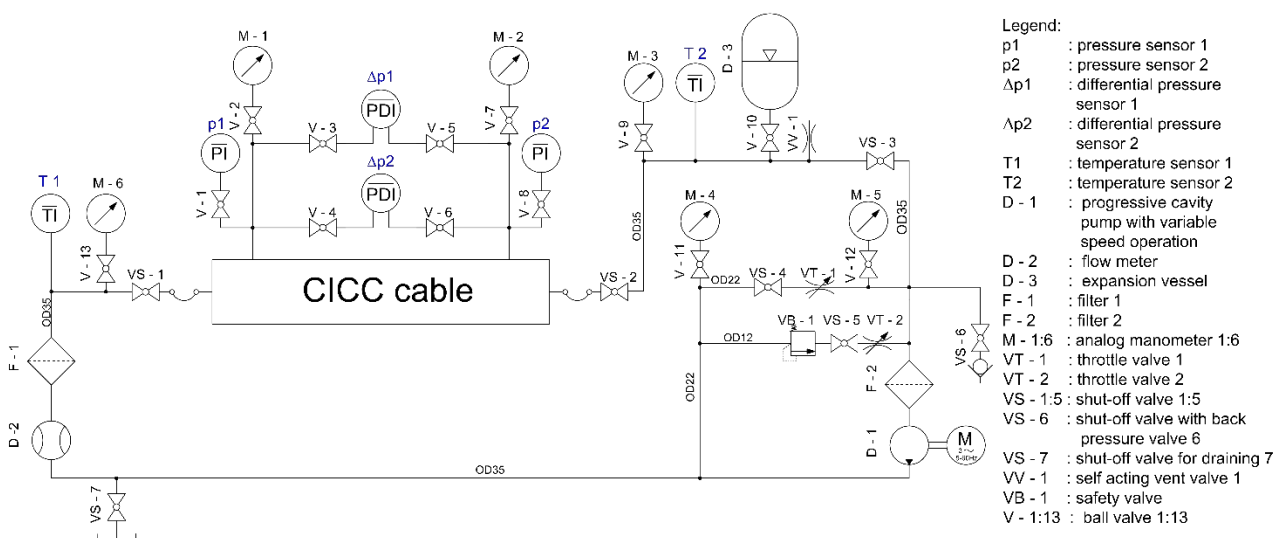 M - 1
M - 2
M - 3
T 2
TI
D - 3
V - 2
Δp1
PDI
V - 7
V - 3
V - 5
p1
PI
p2
PI
V - 9
V - 10
VV - 1
VS - 3
T 1
TI
M - 6
V - 1
Δp2
PDI
V - 8
V - 4
V - 6
M - 4
M - 5
OD35
OD35
V - 13
VS - 1
CICC cable
VS - 2
V - 11
OD22
VS - 4
VT - 1
V - 12
OD35
F - 1
VB - 1
VS - 5
VT - 2
OD12
VS - 6
OD22
F - 2
D - 2
D - 1
M
OD35
VS - 7
Legend:
p1 : pressure sensor 1
p2 : pressure sensor 2
Δp1 : differential pressure
sensor 1
Δp2 : differential pressure
sensor 2
T1 : temperature sensor 1
T2 : temperature sensor 2
D - 1 : progressive cavity
pump with variable
speed operation
D - 2 : flow meter
D - 3 : expansion vessel
F - 1 : filter 1
F - 2 : filter 2
M - 1:6 : analog manometer 1:6
VT - 1 : throttle valve 1
VT - 2 : throttle valve 2
VS - 1:5 : shut-off valve 1:5
VS - 6 : shut-off valve with back
pressure valve 6
VS - 7 : shut-off valve for draining 7
VV - 1 : self acting vent valve 1
VB - 1 : safety valve
V - 1:13 : ball valve 1:13